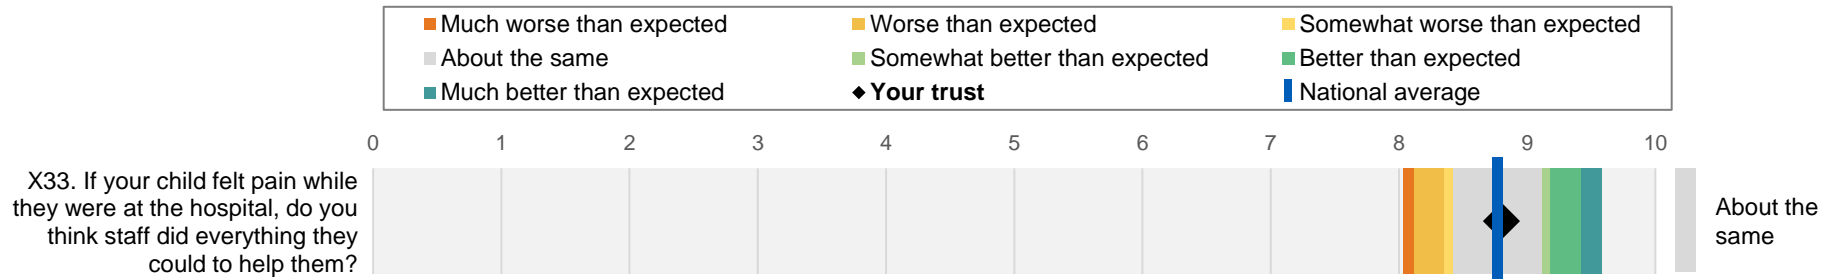 Much worse than expected
Worse than expected
Somewhat worse than expected
About the same
Somewhat better than expected
Better than expected
Much better than expected
Your trust
National average
0 1 2 3 4 5 6 7 8 9 10
X33. If your child felt pain while
they were at the hospital, do you
think staff did everything they
could to help them?
About the
same